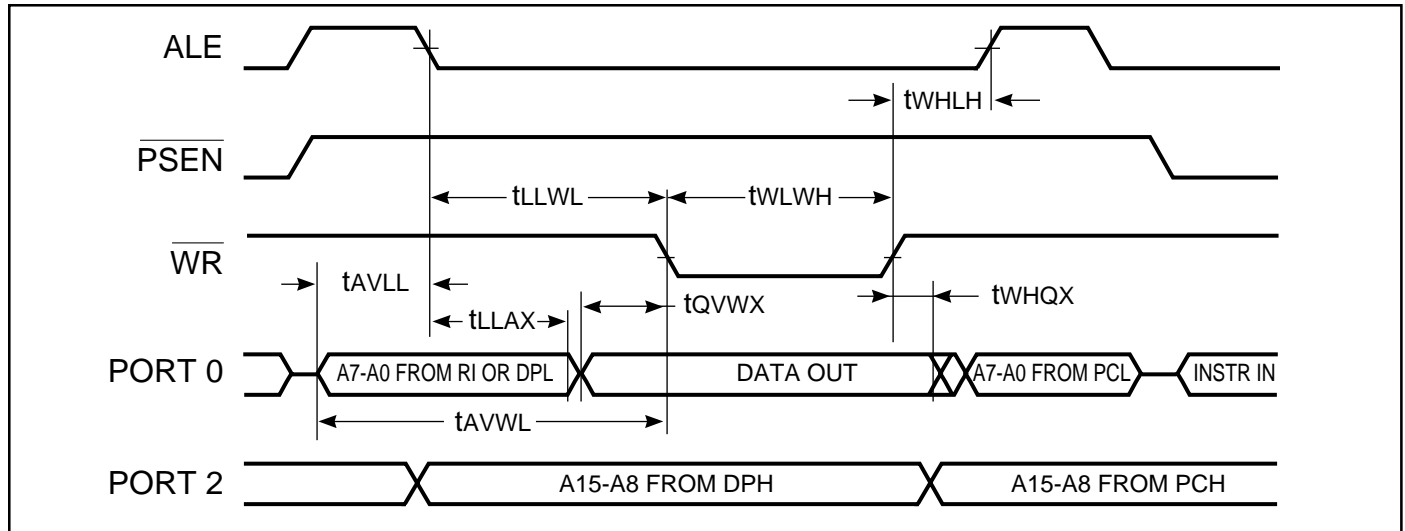 ALE
tWHLH
PSEN
tLLWL
tWLWH
WR
tAVLL
tQVWX
tWHQX
tLLAX
PORT 0
A7-A0 FROM RI OR DPL
DATA OUT
A7-A0 FROM PCL
INSTR IN
tAVWL
PORT 2
A15-A8 FROM DPH
A15-A8 FROM PCH